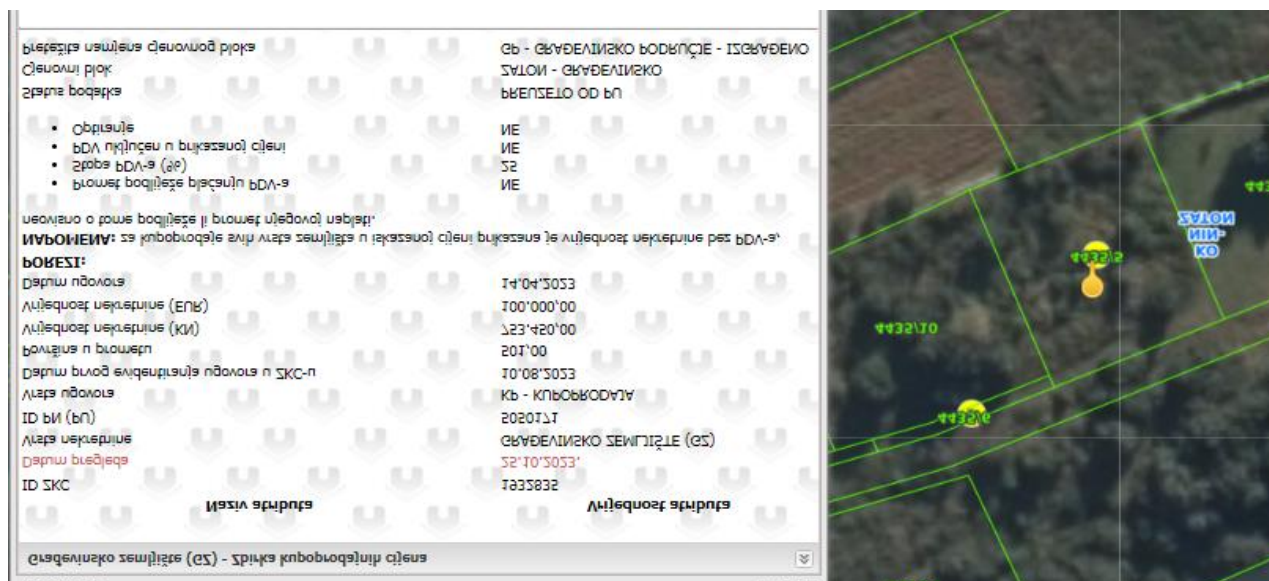 Građevinsko zemljište (GZ) - Zbirka kupoprodajnih cijena
Naziv atributa Vrijednost atributa
ID ZKC 1932835
Datum pregleda 25.10.2023.
Vrsta nekretnine GRAĐEVINSKO ZEMLJIŠTE (GZ)
ID PN (PU) 5050171
Vrsta ugovora KP - KUPOPRODAJA
Datum prvog evidentiranja ugovora u ZKC-u 10.08.2023
Površina u prometu 501,00
Vrijednost nekretnine (KN) 753.450,00
Vrijednost nekretnine (EUR) 100.000,00
Datum ugovora 14.04.2023
POREZI:
NAPOMENA: za kupoprodaje svih vrsta zemljišta u iskazanoj cijeni prikazana je vrijednost nekretnine bez PDV-a,
neovisno o tome podliježe li promet njegovoj naplati.
• Promet podliježe plaćanju PDV-a NE
• Stopa PDV-a (%) 25
• PDV uključen u prikazanoj cijeni NE
• Optiranje NE
Status podatka PREUZETO OD PU
Cjenovni blok ZATON - GRAĐEVINSKO
Pretežita namjena cjenovnog bloka GP - GRAĐEVINSKO PODRUČJE - IZGRAĐENO
4435/6
4435/10
4435/5
ZATON
NIN-
KO
443